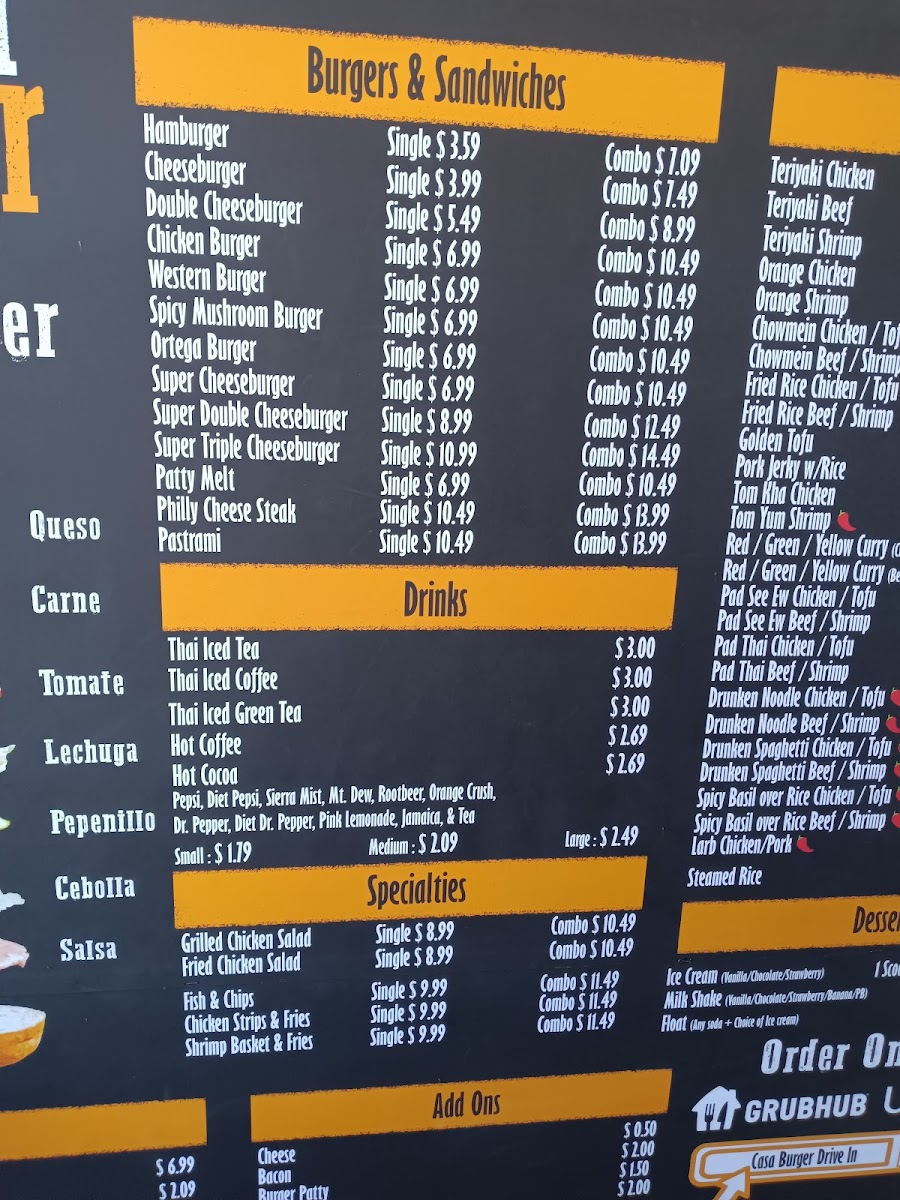 er
Queso
Carne
Tomate
Lechuga
Pepenillo
Cebolla
Salsa
$ 6.99
$ 2.09
Burgers & Sandwiches
Hamburger Single $ 3.59 Combo $ 7.09
Cheeseburger Single $ 3.99 Combo $ 7.49
Double Cheeseburger Single $ 5.49 Combo $ 8.99
Chicken Burger Single $ 6.99 Combo $ 10.49
Western Burger Single $ 6.99 Combo $ 10.49
Spicy Mushroom Burger Single $ 6.99 Combo $ 10.49
Ortega Burger Single $ 6.99 Combo $ 10.49
Super Cheeseburger Single $ 6.99 Combo $ 10.49
Super Double Cheeseburger Single $ 8.99 Combo $ 12.49
Super Triple Cheeseburger Single $ 10.99 Combo $ 14.49
Patty Melt Single $ 6.99 Combo $ 10.49
Philly Cheese Steak Single $ 10.49 Combo $ 13.99
Pastrami Single $ 10.49 Combo $ 13.99
Drinks
Thai Iced Tea $ 3.00
Thai Iced Coffee $ 3.00
Thai Iced Green Tea $ 3.00
Hot Coffee $ 2.69
Hot Cocoa $ 2.69
Pepsi, Diet Pepsi, Sierra Mist, Mt. Dew, Rootbeer, Orange Crush,
Dr. Pepper, Diet Dr. Pepper, Pink Lemonade, Jamaica, & Tea
Small : $ 1.79 Medium : $ 2.09 Large : $ 2.49
Specialties
Grilled Chicken Salad Single $ 8.99 Combo $ 10.49
Fried Chicken Salad Single $ 8.99 Combo $ 10.49
Fish & Chips Single $ 9.99 Combo $ 11.49
Chicken Strips & Fries Single $ 9.99 Combo $ 11.49
Shrimp Basket & Fries Single $ 9.99 Combo $ 11.49
Add Ons
Cheese $ 0.50
Bacon $ 2.00
Burger Patty $ 1.50
$ 2.00
Teriyaki Chicken
Teriyaki Beef
Teriyaki Shrimp
Orange Chicken
Orange Shrimp
Chowmein Chicken / Tof
Chowmein Beef / Shrimp
Fried Rice Chicken / Tofu
Fried Rice Beef / Shrimp
Golden Tofu
Pork Jerky w/Rice
Tom Kha Chicken
Tom Yum Shrimp
Red / Green / Yellow Curry (C
Red / Green / Yellow Curry (Be
Pad See Ew Chicken / Tofu
Pad See Ew Beef / Shrimp
Pad Thai Chicken / Tofu
Pad Thai Beef / Shrimp
Drunken Noodle Chicken / Tofu
Drunken Noodle Beef / Shrimp
Drunken Spaghetti Chicken / Tofu
Drunken Spaghetti Beef / Shrimp
Spicy Basil over Rice Chicken / Tofu
Spicy Basil over Rice Beef / Shrimp
Larb Chicken/Pork
Steamed Rice
Desser
Ice Cream (Vanilla/Chocolate/Strawberry) 1 Scoo
Milk Shake (Vanilla/Chocolate/Strawberry/Banana/PB)
Float (Any soda + Choice of Ice cream)
Order On
GRUBHUB U
Casa Burger Drive In